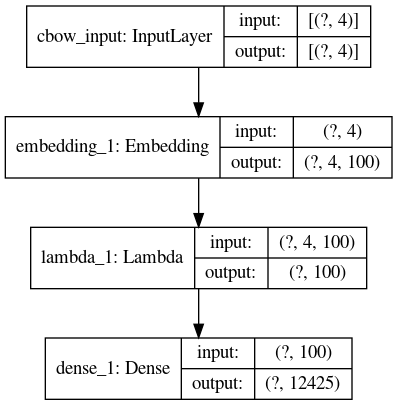 cbow_input: InputLayer input: [(?, 4)]
output: [(?, 4)]
embedding_1: Embedding input: (?, 4)
output: (?, 4, 100)
lambda_1: Lambda input: (?, 4, 100)
output: (?, 100)
dense_1: Dense input: (?, 100)
output: (?, 12425)